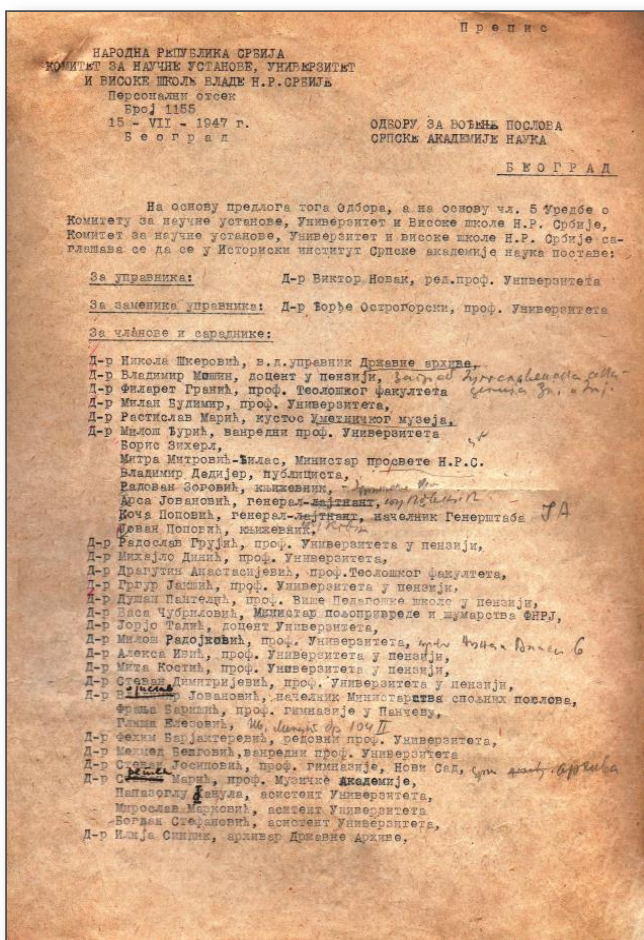 Препис
НАРОДНА РЕПУБЛИКА СРБИЈА
КОМИТЕТ ЗА НАУЧНЕ УСТАНОВЕ, УНИВЕРЗИТЕТ
И ВИСОКЕ ШКОЛЕ ВЛАДЕ Н.Р.СРБИЈЕ
Персонални отсек
Број 1155
15 - VII - 1947 г.
Београд
ОДБОРУ ЗА ВОЂЕЊЕ ПОСЛОВА
СРПСКЕ АКАДЕМИЈЕ НАУКА
БЕОГРАД
На основу предлога тога Одбора, а на основу чл. 5 Уредбе о
Комитету за научне установе, Универзитет и Високе школе Н.Р. Србије,
Комитет за научне установе, Универзитет и високе школе Н.Р. Србије са-
глашава се да се у Историски институт Српске академије наука поставе:
За управника: Д-р Виктор Новак, ред.проф. Универзитета
За заменика управника: Д-р Ђорђе Острогорски, проф. Универзитета
За чланове и сараднике:
Д-р Никола Шкеровић, в.д.управник Државне архиве,
Д-р Владимир Мошин, доцент у пензији,
Д-р Филарет Гранић, проф. Теолошког факултета
Д-р Милан Будимир, проф. Универзитета,
Д-р Растислав Марић, кустос Уметничког музеја,
Д-р Милош Ђурић, ванредни проф. Универзитета
Борис Зихерл,
Митра Митровић-Ђилас, Министар просвете Н.Р.С.
Владимир Дедијер, публициста,
Радован Зоговић, књижевник,
Арса Јовановић, генерал-лајтнант,
Коча Поповић, генерал-лајтнант, начелник Генерштаба ЈА
Јован Поповић, књижевник,
Д-р Радослав Грујић, проф. Универзитета у пензији,
Д-р Михајло Динић, проф. Универзитета,
Д-р Драгутин Анастасијевић, проф.Теолошког факултета,
Д-р Гргур Јакшић, проф. Универзитета у пензији,
Д-р Душан Пантелић, проф. Више Педагошке школе у пензији,
Д-р Васа Чубриловић, Министар пољопривреде и шумарства ФНРЈ,
Д-р Јорјо Тадић, доцент Универзитета,
Д-р Милош Радојковић, проф. Универзитета,
Д-р Алекса Ивић, проф. Универзитета у пензији,
Д-р Мита Костић, проф. Универзитета у пензији,
Д-р Стеван Димитријевић, проф. Универзитета у пензији,
Д-р Јовановић, начелник Министарства спољних послова,
Фрања Баришић, проф. гимназије у Панчеву,
Глиша Елезовић,
Д-р Фехим Барјактеревић, редовни проф. Универзитета,
Д-р Мехмед Беговић,ванредни проф. Универзитета
Д-р Стеван Јосиповић, проф. гимназије, Нови Сад, архива
Д-р Марић, проф. Музичке Академије,
Папазоглу Фанула, асистент Универзитета,
Мирослав Марковић, асистент Универзитета
Богдан Стефановић, асистент Универзитета,
Д-р Илија Синдик, архивар Државне Архиве.